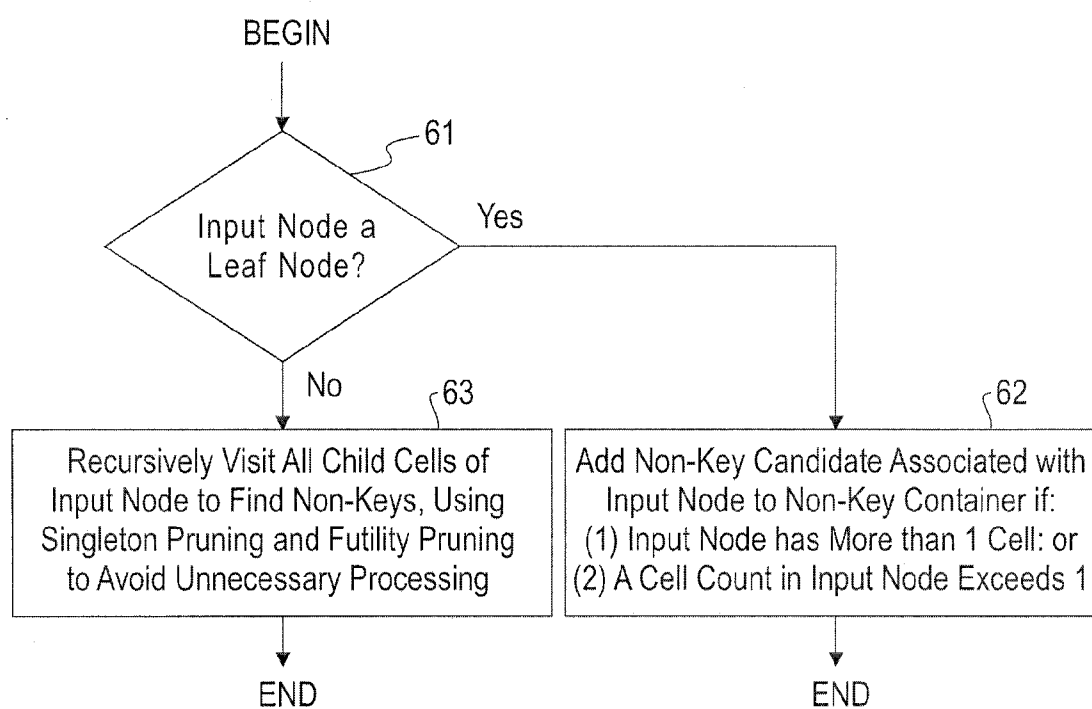 BEGIN
61
Input Node a
Leaf Node?
Yes
No
63
Recursively Visit All Child Cells of
Input Node to Find Non-Keys, Using
Singleton Pruning and Futility Pruning
to Avoid Unnecessary Processing
END
62
Add Non-Key Candidate Associated with
Input Node to Non-Key Container if:
(1) Input Node has More than 1 Cell: or
(2) A Cell Count in Input Node Exceeds 1
END